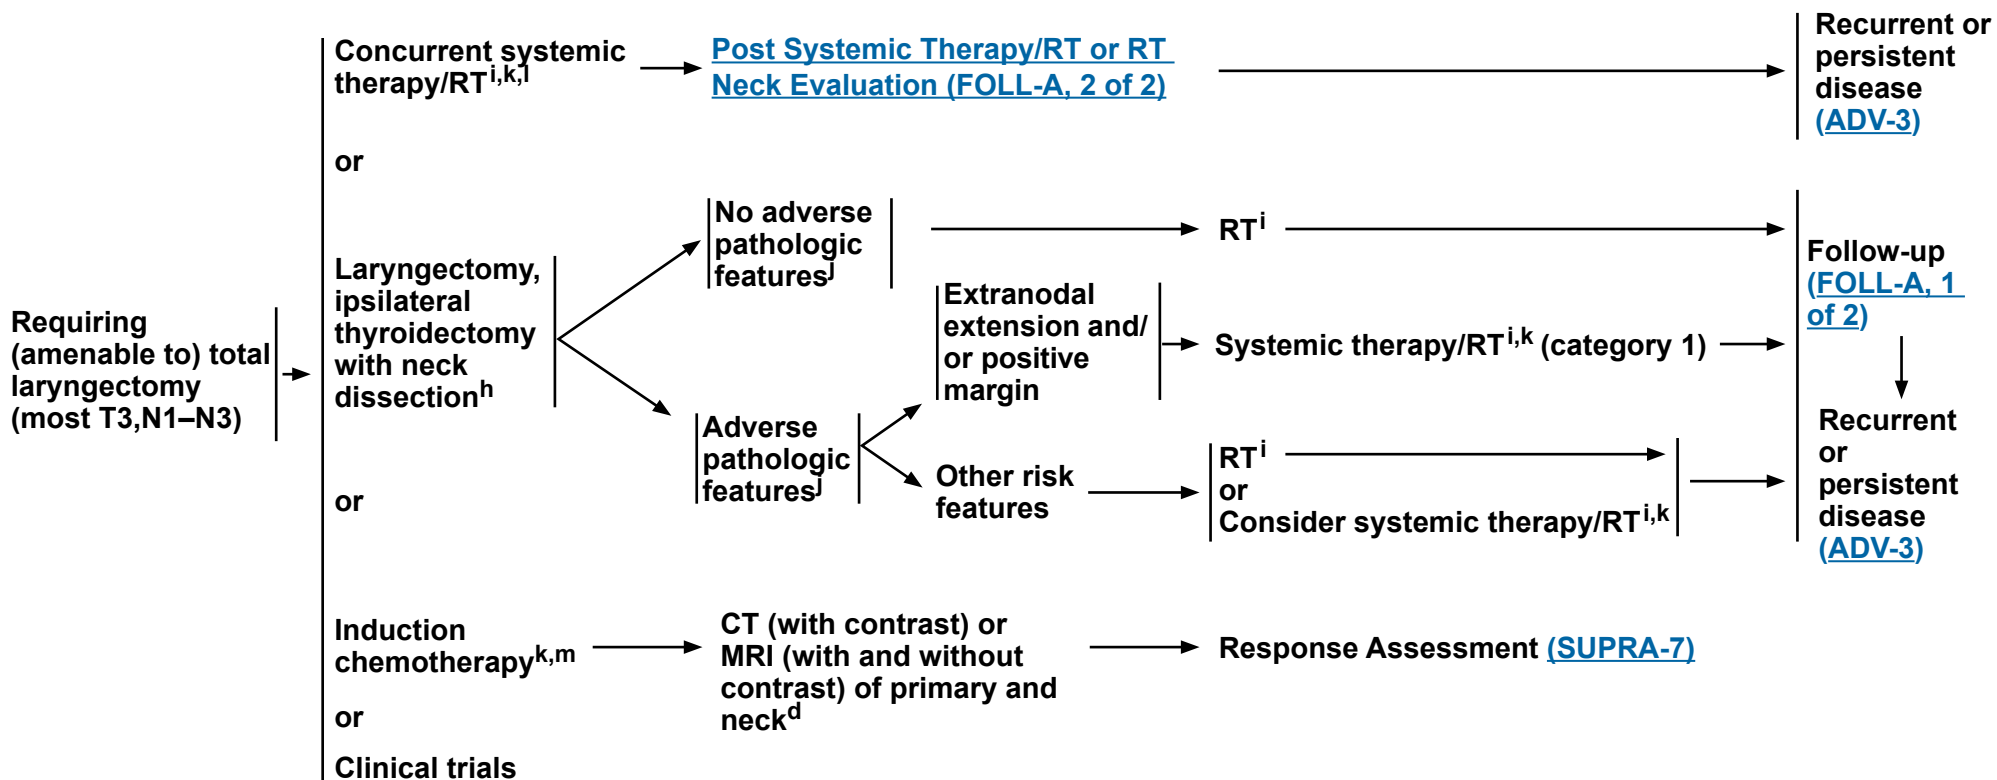 Requiring
(amenable to) total
laryngectomy
(most T3,N1–N3)
Concurrent systemic
therapy/RTi,k,l
or
Laryngectomy,
ipsilateral
thyroidectomy
with neck
dissectionh
or
Induction
chemotherapyk,m
or
Clinical trials
Post Systemic Therapy/RT or RT
Neck Evaluation (FOLL-A, 2 of 2)
No adverse
pathologic
featuresj
Adverse
pathologic
featuresj
Extranodal
extension and/
or positive
margin
Other risk
features
CT (with contrast) or
MRI (with and without
contrast) of primary and
neckd
RTi
Systemic therapy/RTi,k (category 1)
RTi
or
Consider systemic therapy/RTi,k
Response Assessment (SUPRA-7)
Recurrent or
persistent
disease
(ADV-3)
Follow-up
(FOLL-A, 1
of 2)
Recurrent
or
persistent
disease
(ADV-3)